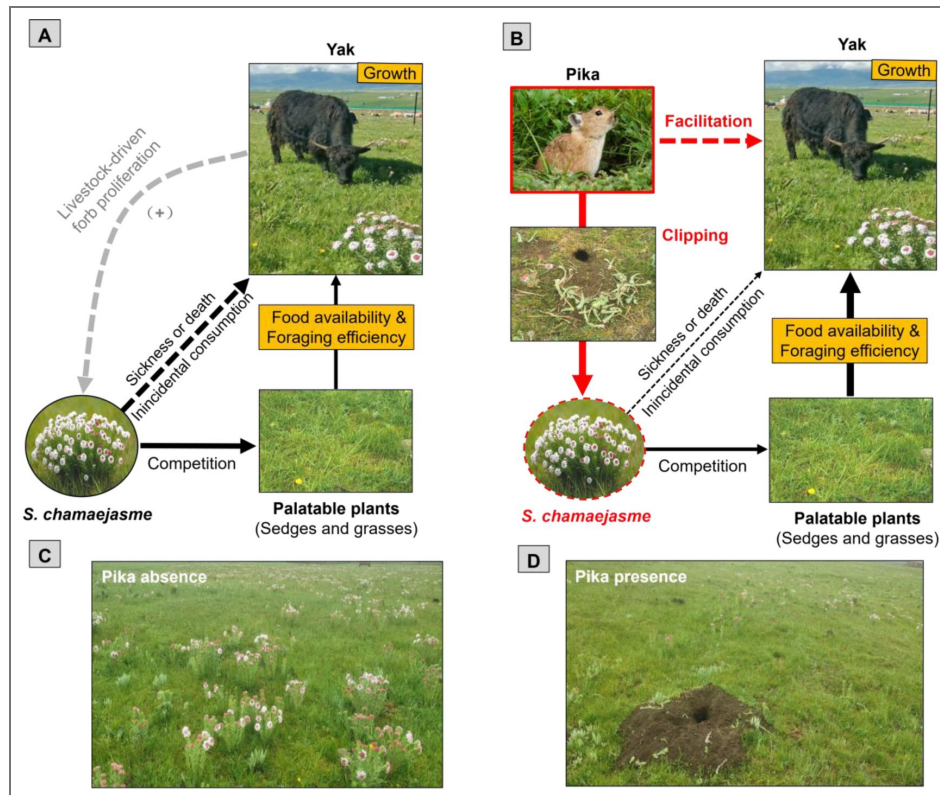 A
Yak
Growth
Livestock-driven
forb proliferation
(+)
Sickness or death
Inincidental consumption
Food availability &
Foraging efficiency
Competition
S. chamaejasme
Palatable plants
(Sedges and grasses)
B
Pika
Yak
Growth
Facilitation
Clipping
Sickness or death
Inincidental consumption
Food availability &
Foraging efficiency
Competition
S. chamaejasme
Palatable plants
(Sedges and grasses)
C
Pika absence
D
Pika presence